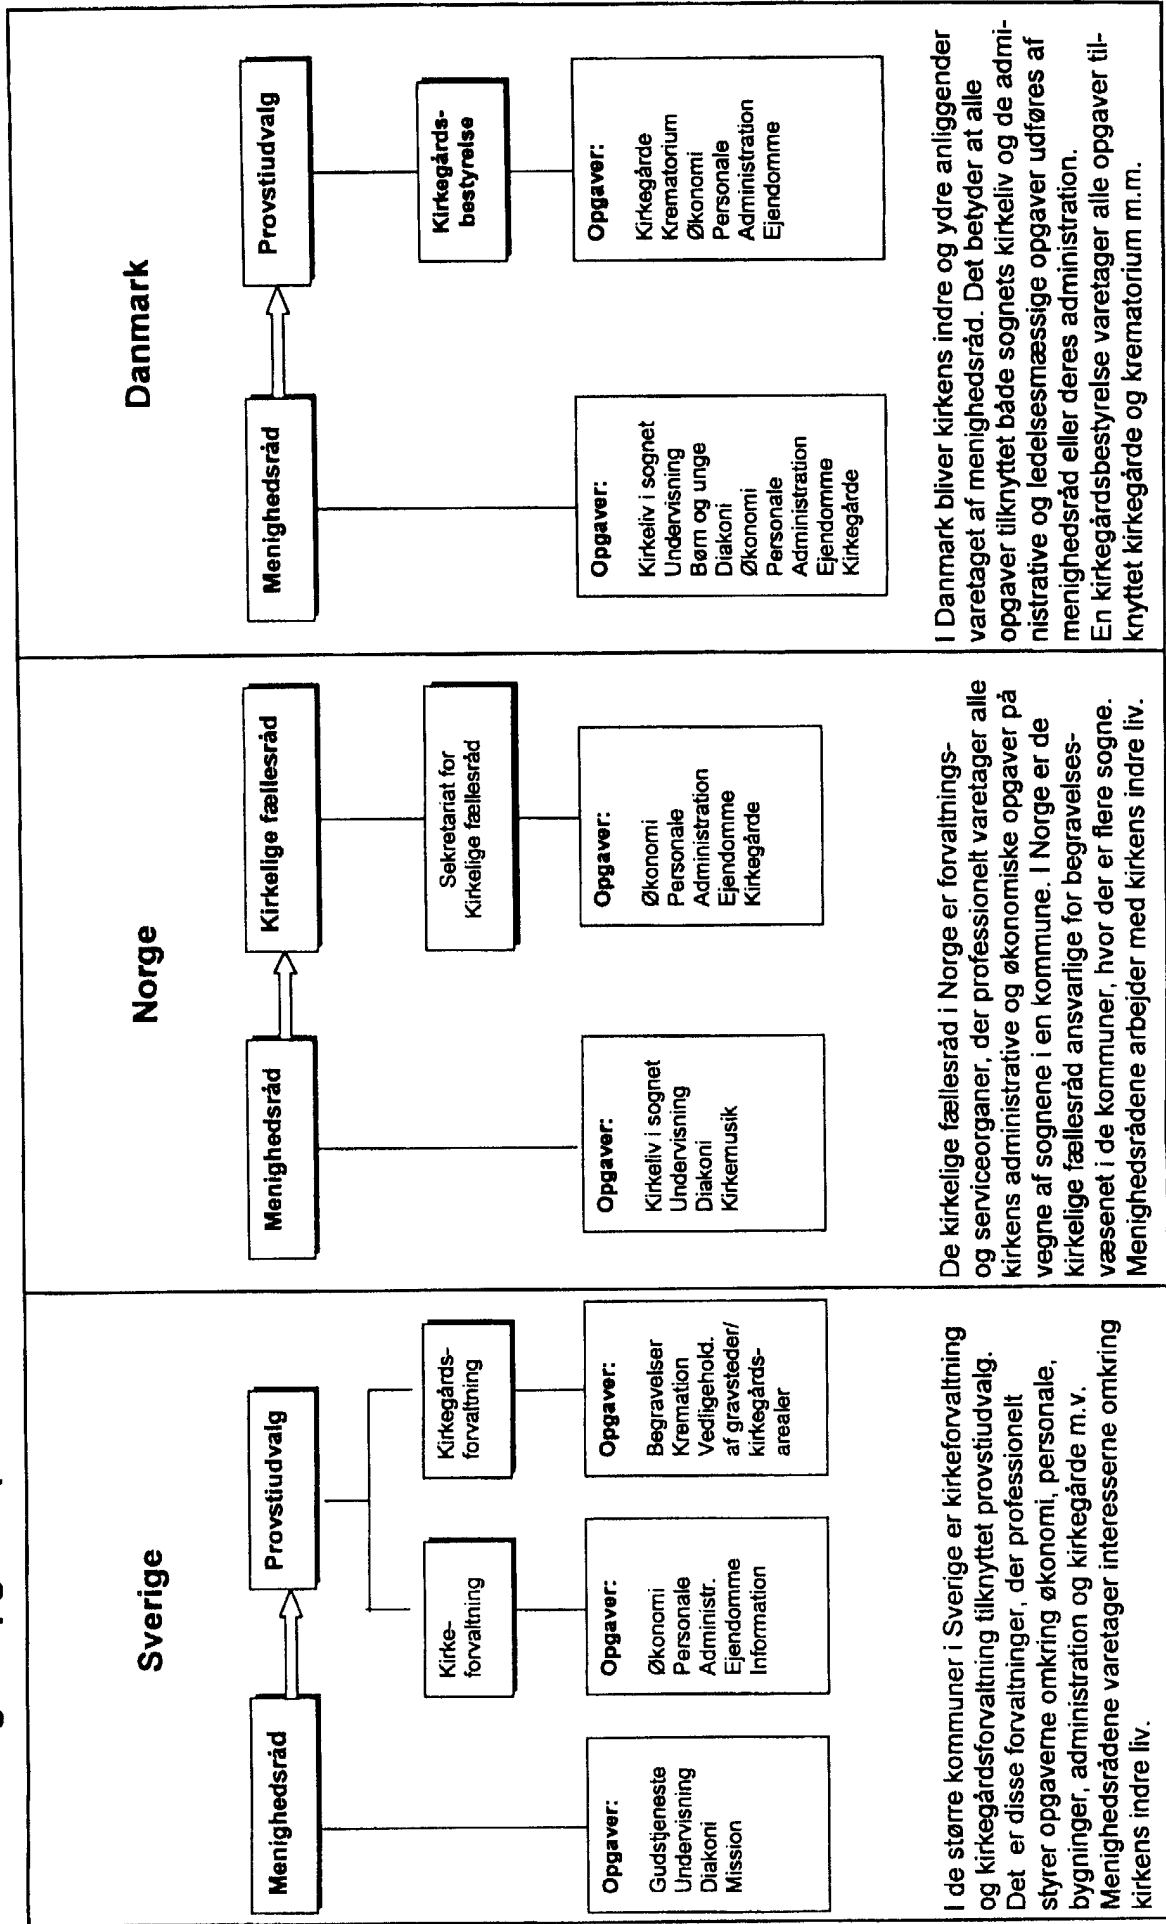 Sverige
Menighedsråd
Provstiudvalg
Kirke-
forvaltning
Kirkegårds-
forvaltning
Opgaver:
Gudstjeneste
Undervisning
Diakoni
Mission
Opgaver:
Økonomi
Personale
Administr.
Ejendomme
Information
Opgaver:
Begravelser
Kremation
Vedligehold.
af gravsteder/
kirkegårds-
arealer
I de større kommuner i Sverige er kirkeforvaltning
og kirkegårdsforvaltning tilknyttet provstiudvalg.
Det er disse forvaltninger, der professionelt
styrer opgaverne omkring økonomi, personale,
bygninger, administration og kirkegårde m.v.
Menighedsrådene varetager interesserne omkring
kirkens indre liv.
Norge
Menighedsråd
Kirkelige fællesråd
Sekretariat for
Kirkelige fællesråd
Opgaver:
Kirkeliv i sognet
Undervisning
Diakoni
Kirkemusik
Opgaver:
Økonomi
Personale
Administration
Ejendomme
Kirkegårde
De kirkelige fællesråd i Norge er forvaltnings-
og serviceorganer, der professionelt varetager alle
kirkens administrative og økonomiske opgaver på
vegne af sognene i en kommune. I Norge er de
kirkelige fællesråd ansvarlige for begravelses-
væsenet i de kommuner, hvor der er flere sogne.
Menighedsrådene arbejder med kirkens indre liv.
Danmark
Menighedsråd
Provstiudvalg
Kirkegårds-
bestyrelse
Opgaver:
Kirkeliv i sognet
Undervisning
Børn og unge
Diakoni
Økonomi
Personale
Administration
Ejendomme
Kirkegårde
Opgaver:
Kirkegårde
Krematorium
Økonomi
Personale
Administration
Ejendomme
I Danmark bliver kirkens indre og ydre anliggender
varetaget af menighedsråd. Det betyder at alle
opgaver tilknyttet både sognets kirkeliv og de admi-
nistrative og ledelsesmæssige opgaver udføres af
menighedsråd eller deres administration.
En kirkegårdsbestyrelse varetager alle opgaver til-
knyttet kirkegårde og krematorium m.m.